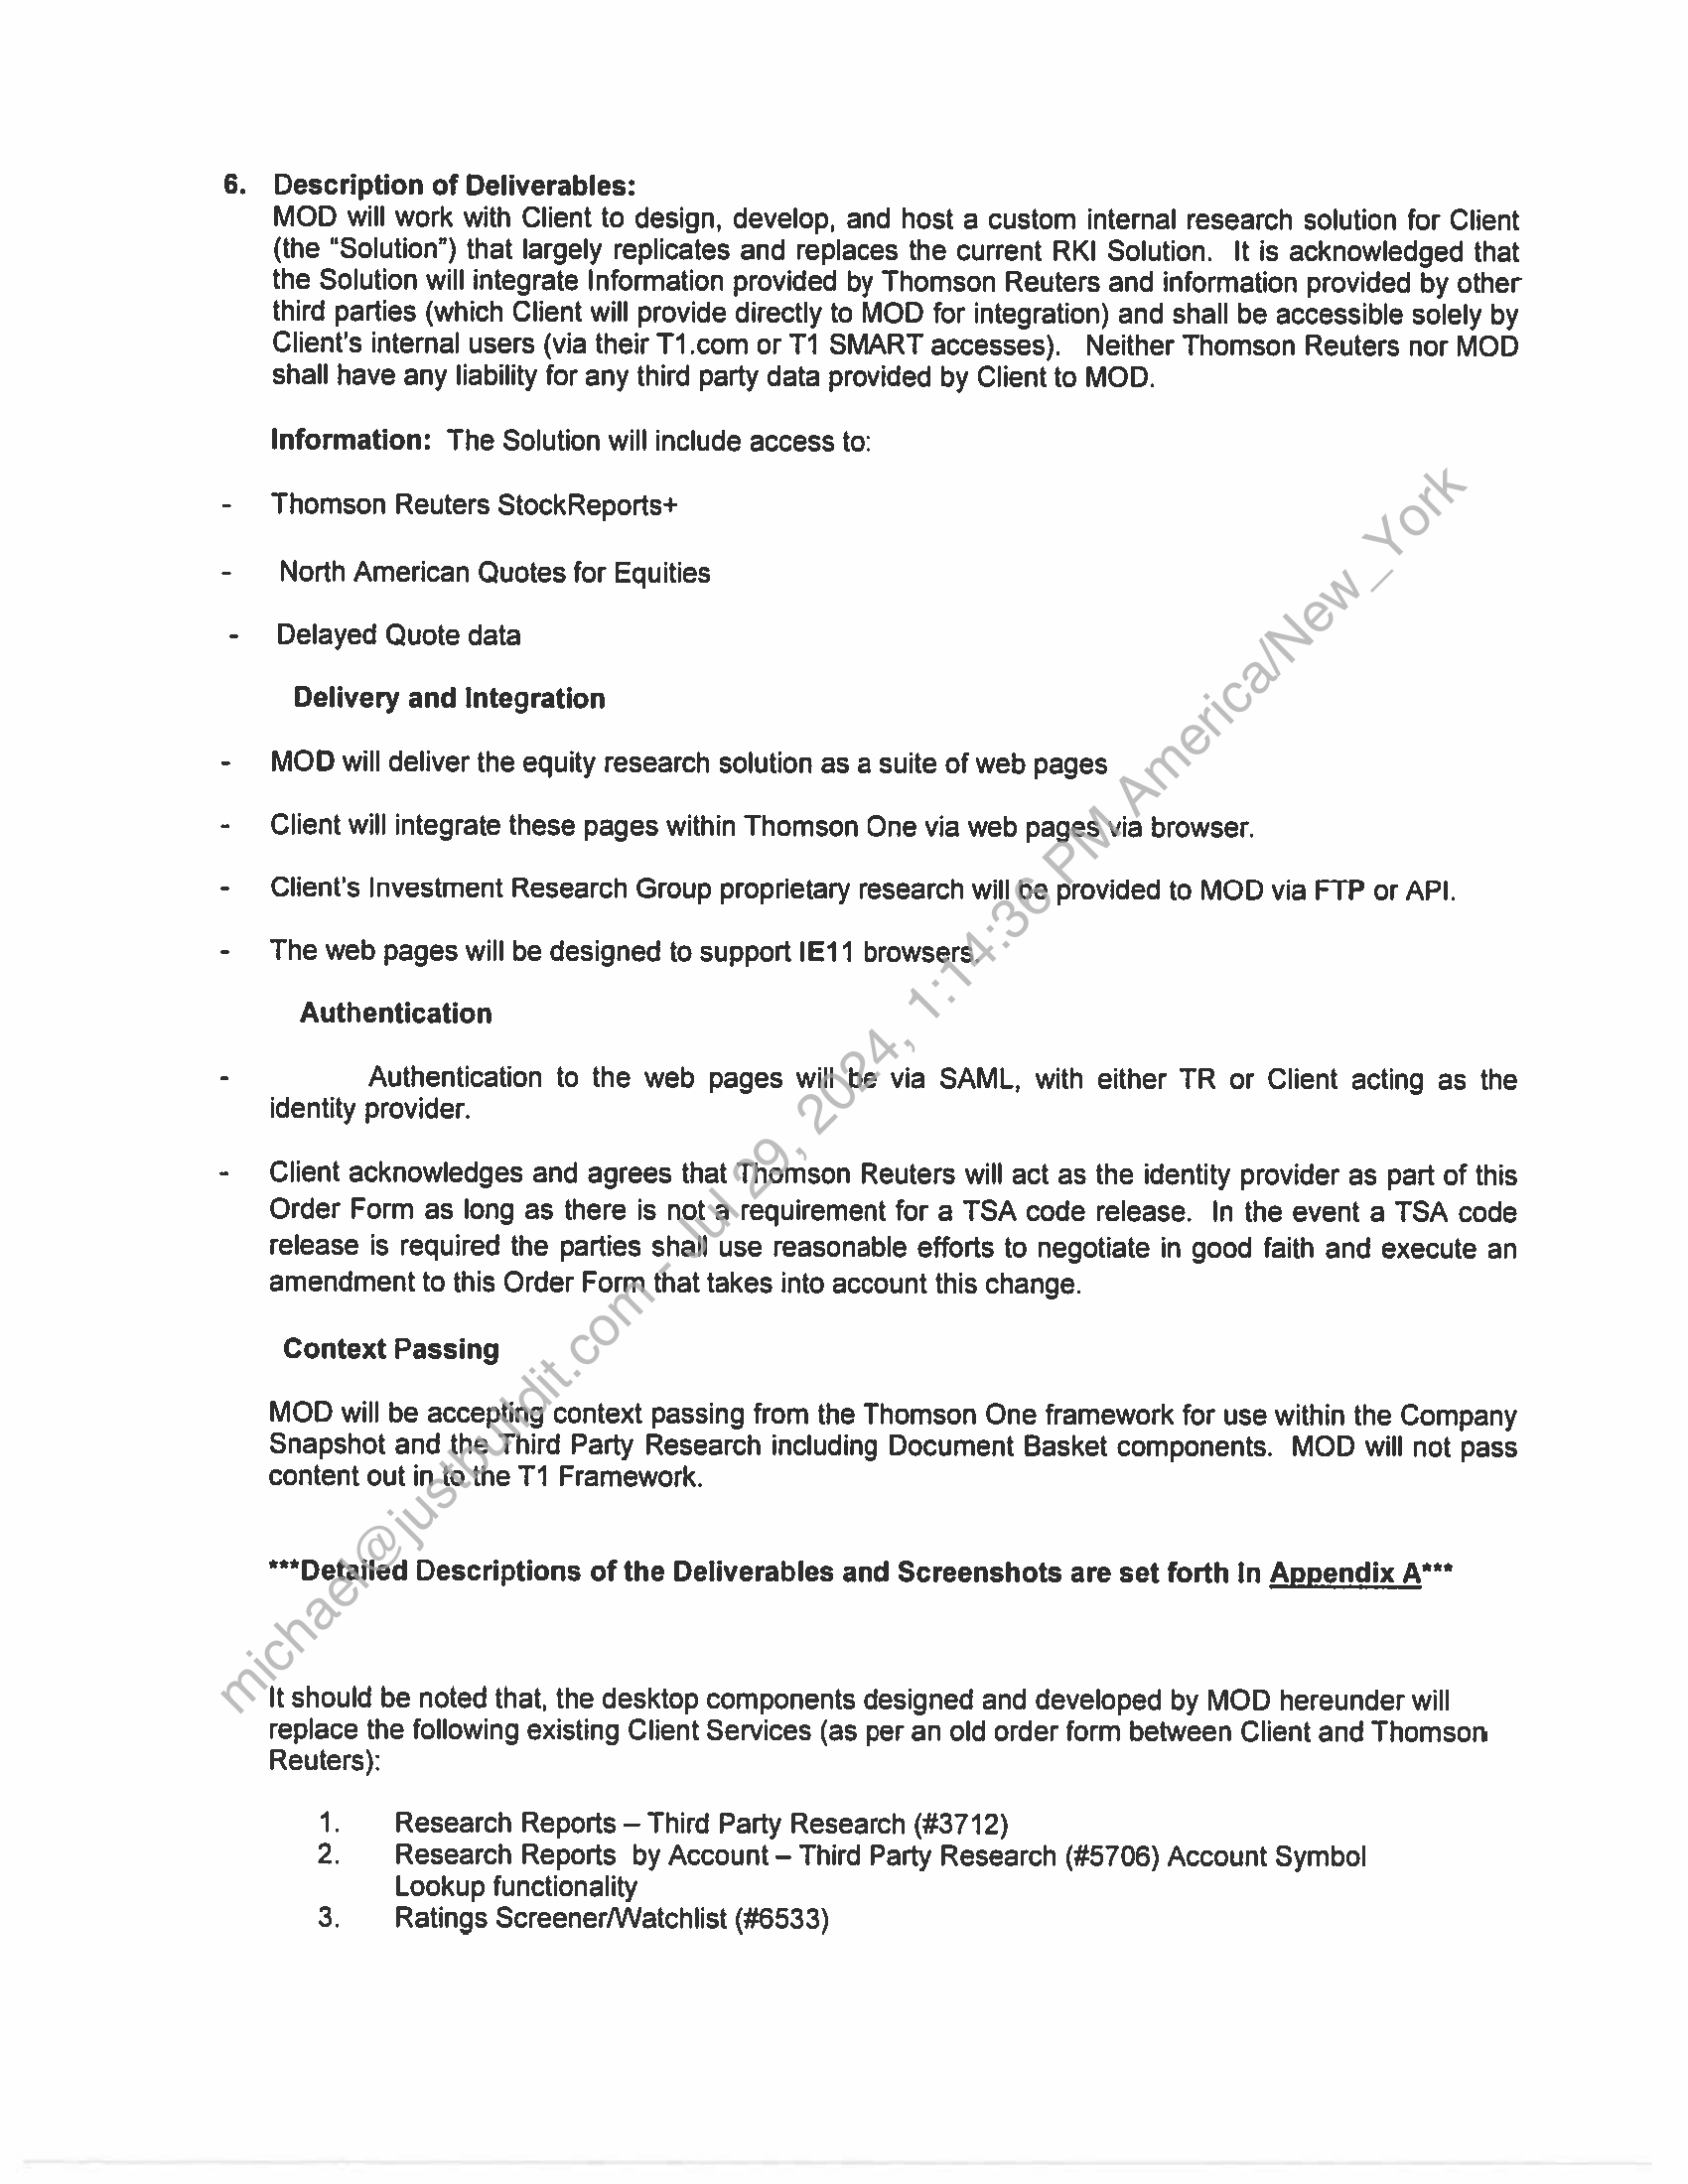 6. Description of Deliverables:
MOD will work with Client to design, develop, and host a custom internal research solution for Client
(the "Solution") that largely replicates and replaces the current RKI Solution. It is acknowledged that
the Solution will integrate Information provided by Thomson Reuters and information provided by other
third parties (which Client will provide directly to MOD for integration) and shall be accessible solely by
Client's internal users (via their T1.com or T1 SMART accesses). Neither Thomson Reuters nor MOD
shall have any liability for any third party data provided by Client to MOD.
Information: The Solution will include access to:
- Thomson Reuters StockReports+
- North American Quotes for Equities
- Delayed Quote data
Delivery and Integration
- MOD will deliver the equity research solution as a suite of web pages
- Client will integrate these pages within Thomson One via web pages via browser.
- Client's Investment Research Group proprietary research will be provided to MOD via FTP or API.
- The web pages will be designed to support IE11 browsers.
Authentication
- Authentication to the web pages will be via SAML, with either TR or Client acting as the
identity provider.
- Client acknowledges and agrees that Thomson Reuters will act as the identity provider as part of this
Order Form as long as there is not a requirement for a TSA code release. In the event a TSA code
release is required the parties shall use reasonable efforts to negotiate in good faith and execute an
amendment to this Order Form that takes into account this change.
Context Passing
MOD will be accepting context passing from the Thomson One framework for use within the Company
Snapshot and the Third Party Research including Document Basket components. MOD will not pass
content out in to the T1 Framework.
***Detailed Descriptions of the Deliverables and Screenshots are set forth In Appendix A***
It should be noted that, the desktop components designed and developed by MOD hereunder will
replace the following existing Client Services (as per an old order form between Client and Thomson
Reuters):
1. Research Reports – Third Party Research (#3712)
2. Research Reports by Account – Third Party Research (#5706) Account Symbol
Lookup functionality
3. Ratings Screener/Watchlist (#6533)
michael@justbuildit.com - Jul 29, 2024, 1:14:36 PM America/New_York